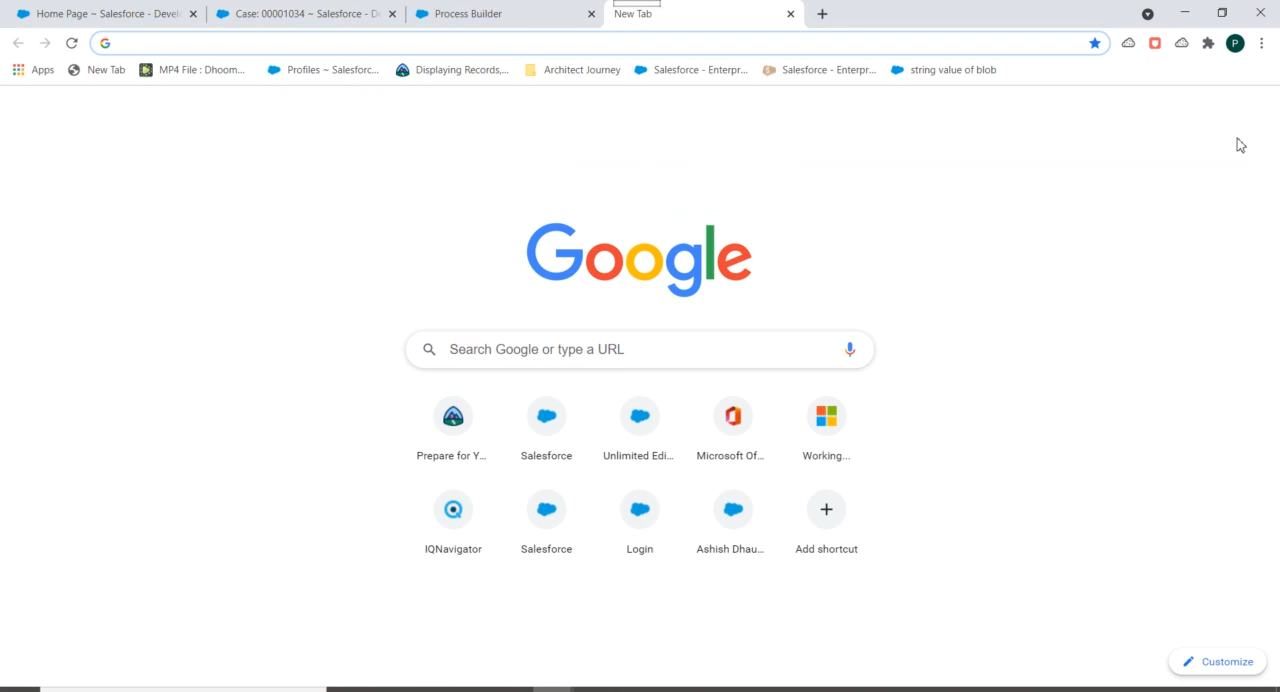 Home Page ~ Salesforce - Devel
Case: 00001034 ~ Salesforce - De
Process Builder
New Tab
Apps
New Tab
MP4 File : Dhoom...
Profiles ~ Salesforc...
Displaying Records,...
Architect Journey
Salesforce - Enterpr...
Salesforce - Enterpr...
string value of blob
P
Google
Search Google or type a URL
Prepare for Y...
Salesforce
Unlimited Edi...
Microsoft Of...
Working...
IQNavigator
Salesforce
Login
Ashish Dhau...
Add shortcut
Customize